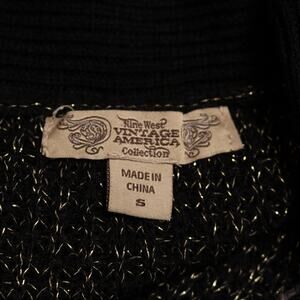 Nine West
VINTAGE
AMERICA
Collection
MADE IN
CHINA
S